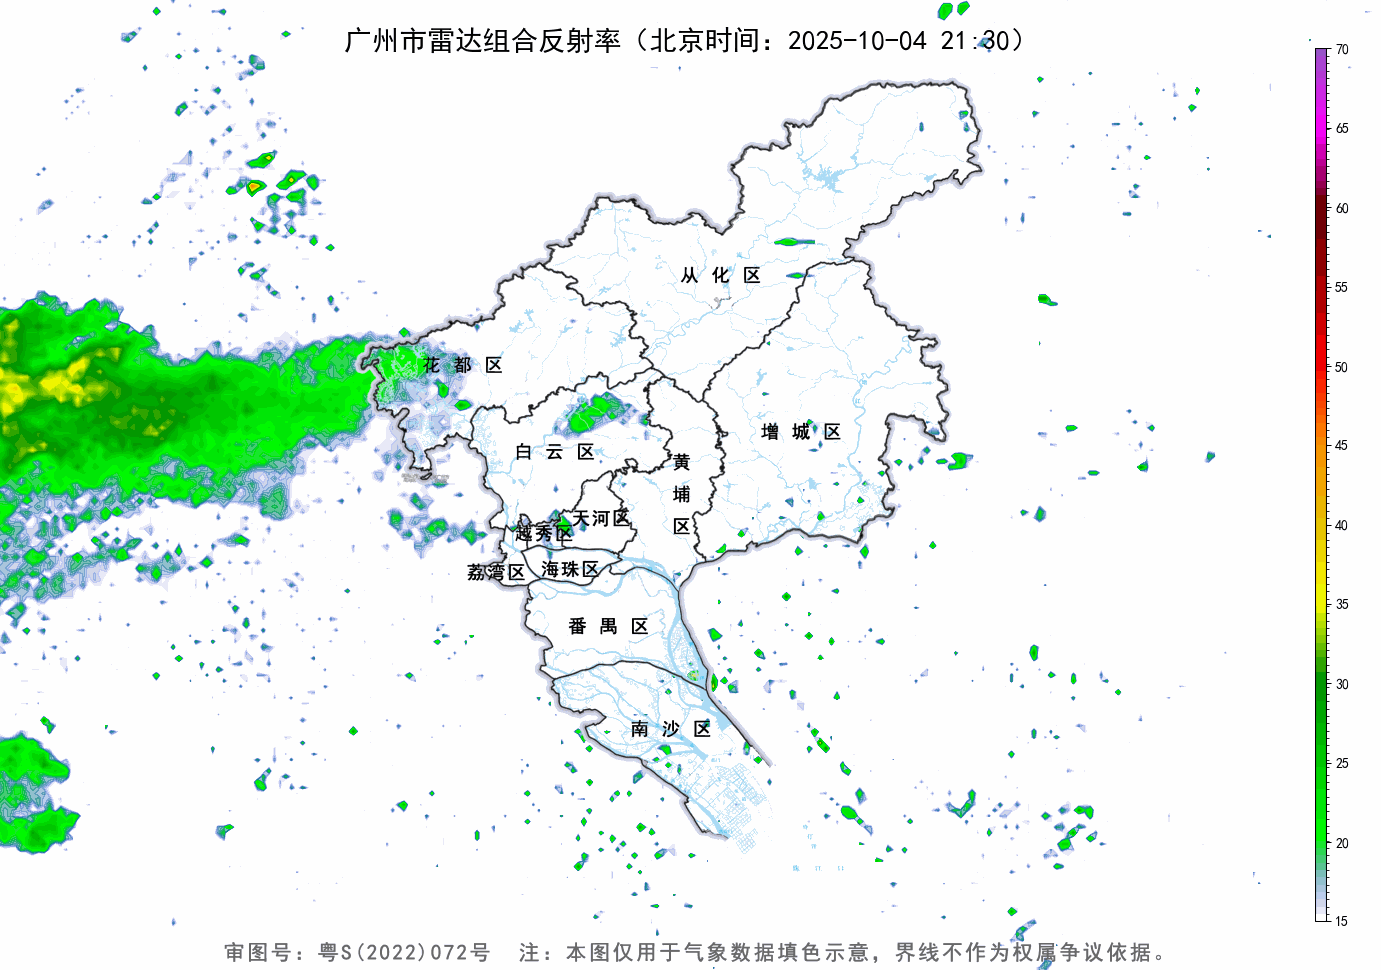 广州市雷达组合反射率（北京时间：2025-10-04 21:30）
70
65
60
55
50
45
40
35
30
25
20
15
从化区
花都区
增城区
白云区
黄埔区
天河区
越秀区
荔湾区
海珠区
番禺区
南沙区
审图号：粤S(2022)072号 注：本图仅用于气象数据填色示意，界线不作为权属争议依据。